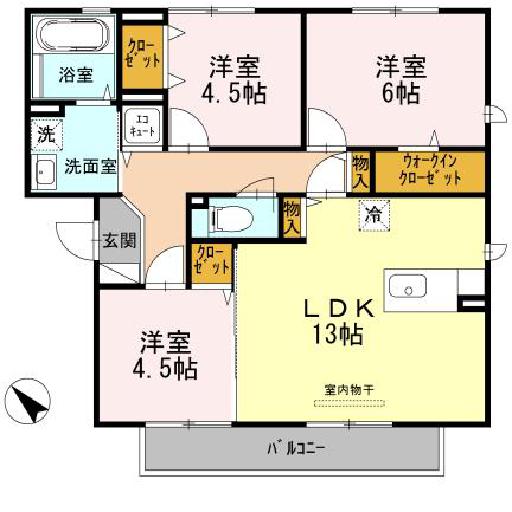 浴室
クロー
ゼット
洋室
4.5帖
洋室
6帖
洗
洗面室
エコ
キュート
物入
ウォークイン
クローゼット
玄関
物入
冷
クロー
ゼット
LDK
13帖
洋室
4.5帖
室内物干
バルコニー